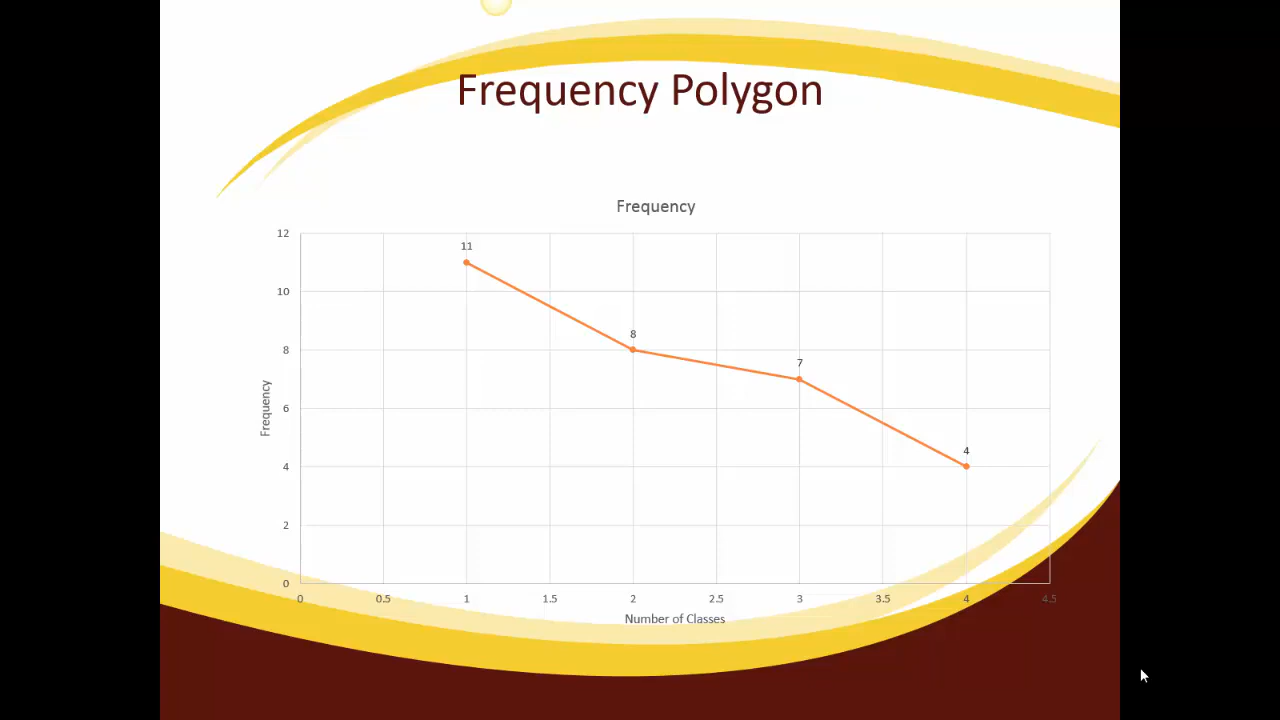 Frequency Polygon
Frequency
12
11
10
8
8
7
6
4
4
2
0
Frequency
0 0.5 1 1.5 2 2.5 3 3.5 4 4.5
Number of Classes